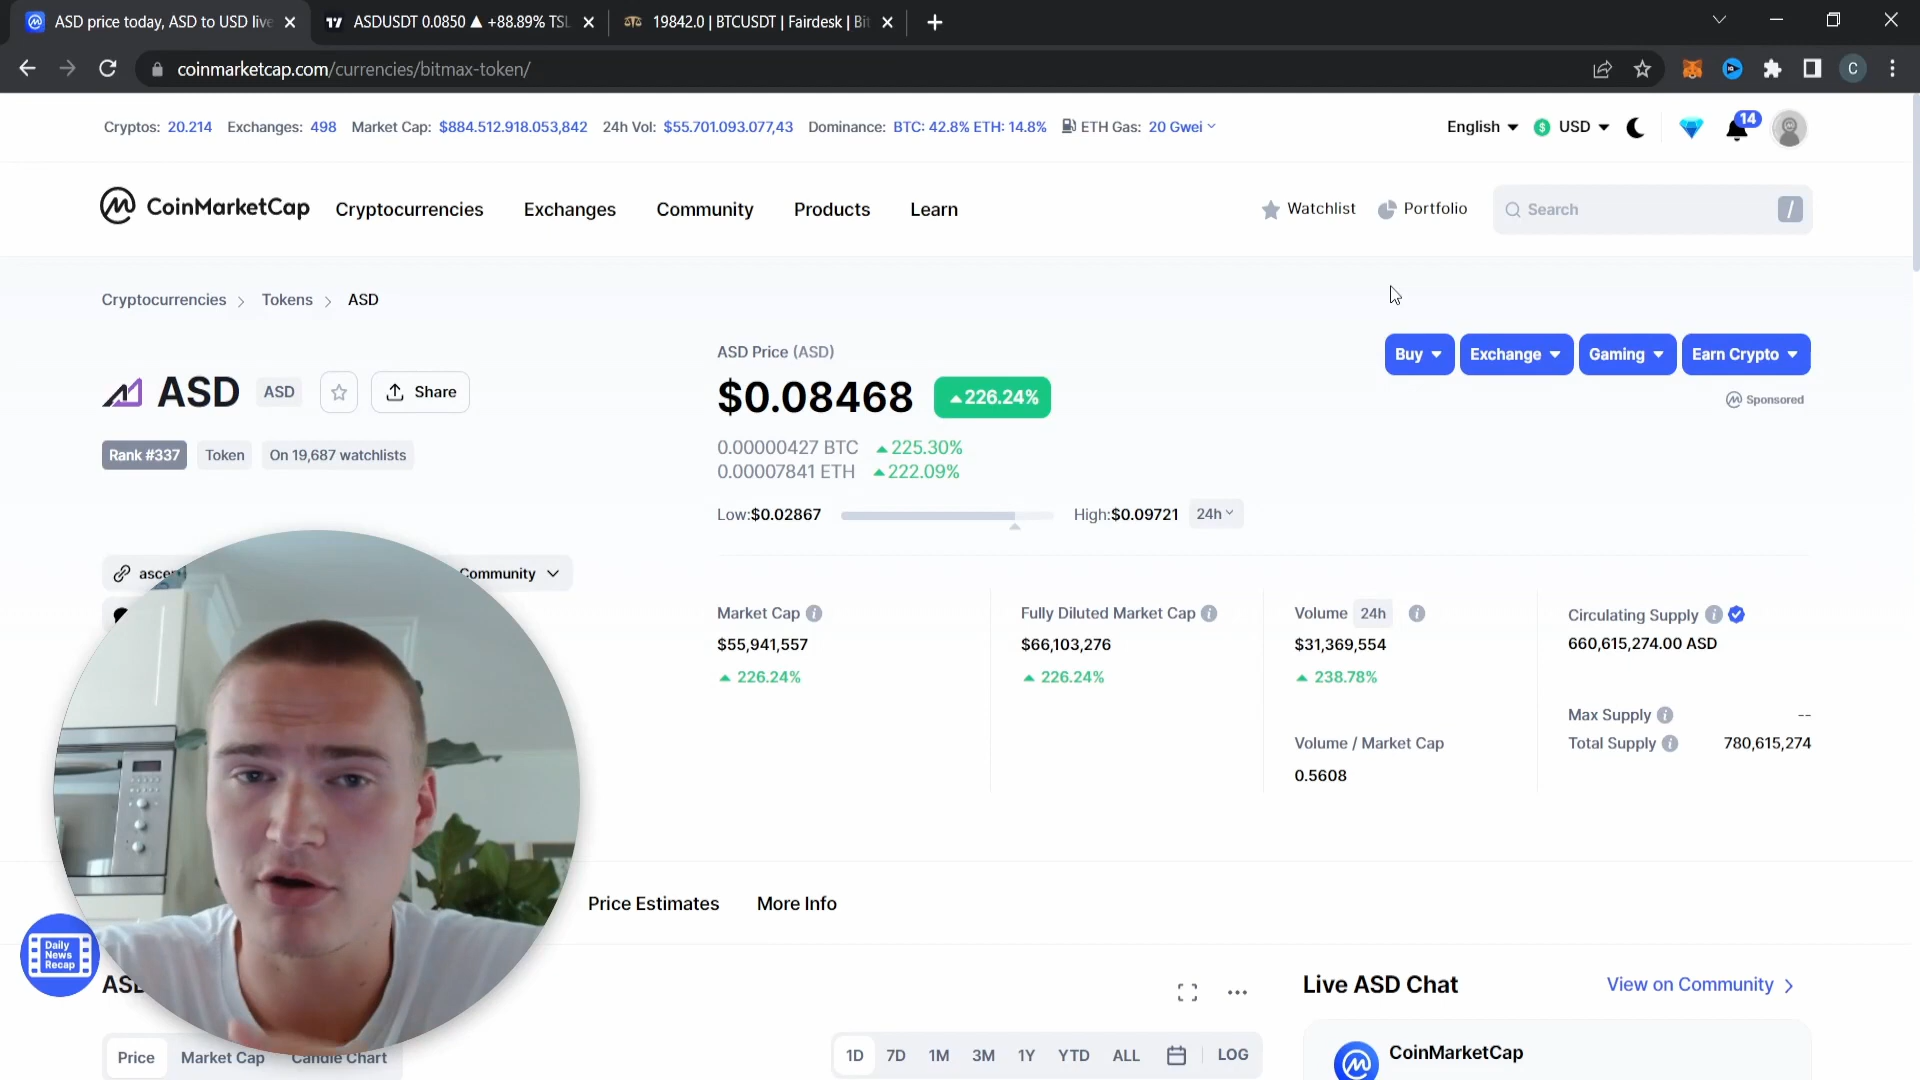 ASD price today, ASD to USD live
ASDUSDT 0.0850 ▲ +88.89% TSL
19842.0 | BTCUSDT | Fairdesk | Bit
coinmarketcap.com/currencies/bitmax-token/
C
Cryptos: 20.214 Exchanges: 498 Market Cap: $884.512.918.053,842 24h Vol: $55.701.093.077,43 Dominance: BTC: 42.8% ETH: 14.8% ETH Gas: 20 Gwei
English USD 14
CoinMarketCap Cryptocurrencies Exchanges Community Products Learn
Watchlist Portfolio Search /
Cryptocurrencies > Tokens > ASD
ASD ASD Share
Rank #337 Token On 19,687 watchlists
Community
ASD Price (ASD)
$0.08468 ▲226.24%
0.00000427 BTC ▲225.30%
0.00007841 ETH ▲222.09%
Low:$0.02867 High:$0.09721 24h
Buy Exchange Gaming Earn Crypto
Sponsored
Market Cap
$55,941,557
▲ 226.24%
Fully Diluted Market Cap
$66,103,276
▲ 226.24%
Volume 24h
$31,369,554
▲ 238.78%
Volume / Market Cap
0.5608
Circulating Supply
660,615,274.00 ASD
Max Supply --
Total Supply 780,615,274
Price Estimates More Info
Daily
News
Recap
Price Market Cap Candle Chart
1D 7D 1M 3M 1Y YTD ALL LOG
Live ASD Chat View on Community >
CoinMarketCap